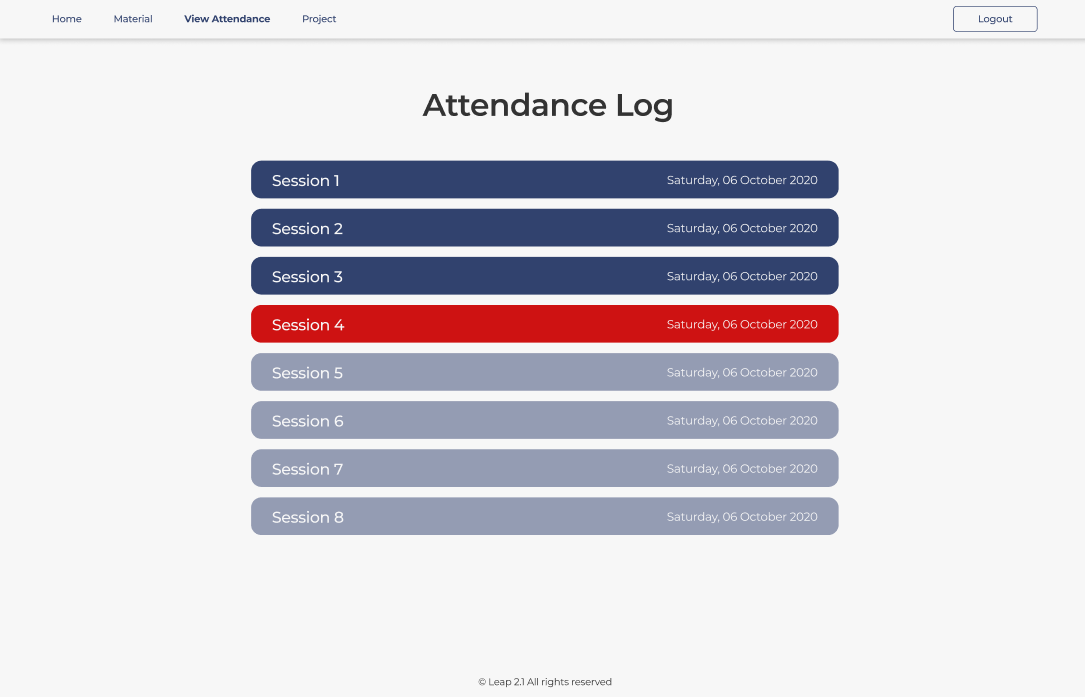 Home Material View Attendance Project Logout
Attendance Log
Session 1 Saturday, 06 October 2020
Session 2 Saturday, 06 October 2020
Session 3 Saturday, 06 October 2020
Session 4 Saturday, 06 October 2020
Session 5 Saturday, 06 October 2020
Session 6 Saturday, 06 October 2020
Session 7 Saturday, 06 October 2020
Session 8 Saturday, 06 October 2020
© Leap 2.1 All rights reserved